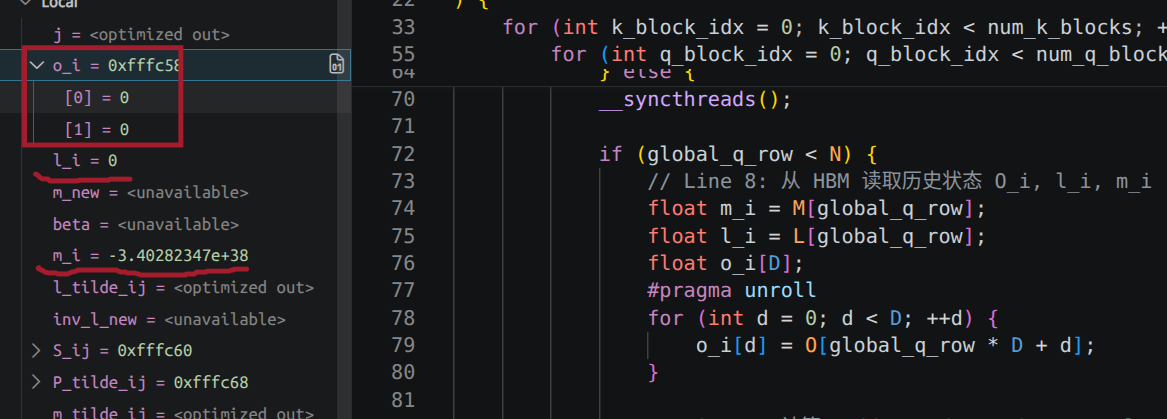 Local
j = <optimized out>
o_i = 0xfffc58
[0] = 0
[1] = 0
l_i = 0
m_new = <unavailable>
beta = <unavailable>
m_i = -3.40282347e+38
l_tilde_ij = <optimized out>
inv_l_new = <unavailable>
S_ij = 0xfffc60
P_tilde_ij = 0xfffc68
m_tilde_ij = <optimized out>
22 ) {
33 for (int k_block_idx = 0; k_block_idx < num_k_blocks; +
55 for (int q_block_idx = 0; q_block_idx < num_q_block
64 } else {
70 __syncthreads();
71
72 if (global_q_row < N) {
73 // Line 8: 从 HBM 读取历史状态 O_i, l_i, m_i
74 float m_i = M[global_q_row];
75 float l_i = L[global_q_row];
76 float o_i[D];
77 #pragma unroll
78 for (int d = 0; d < D; ++d) {
79 o_i[d] = O[global_q_row * D + d];
80 }
81